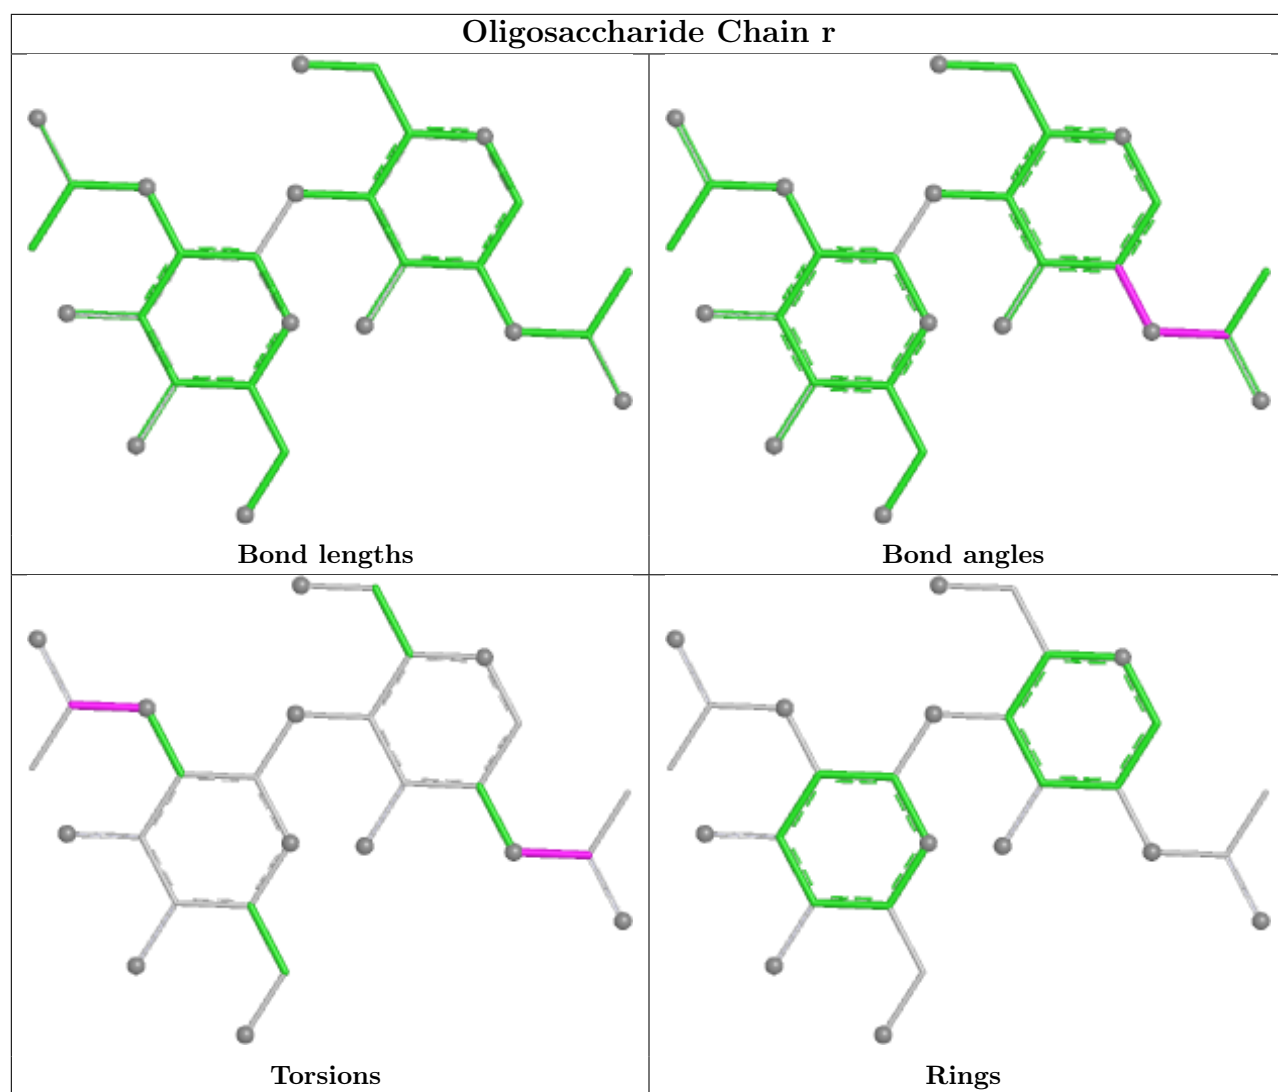 Oligosaccharide Chain r
Bond lengths
Bond angles
Torsions
Rings